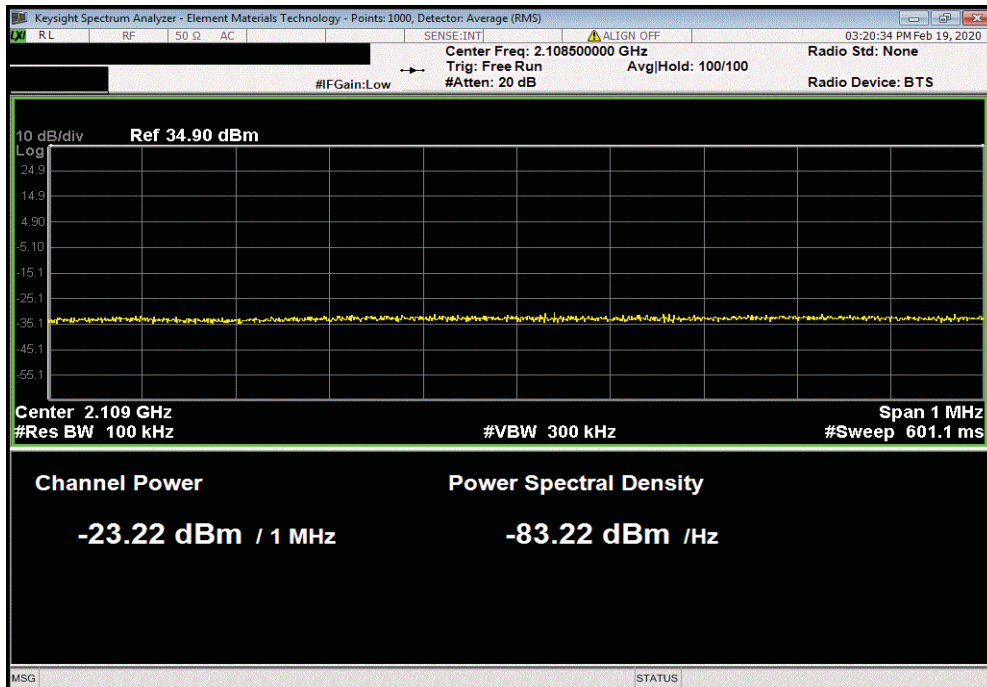 Keysight Spectrum Analyzer - Element Materials Technology - Points: 1000, Detector: Average (RMS)
LXI RL RF 50 Ω AC SENSE:INT ALIGN OFF 03:20:34 PM Feb 19, 2020
Center Freq: 2.108500000 GHz Radio Std: None
Trig: Free Run Avg|Hold: 100/100
#IFGain:Low #Atten: 20 dB Radio Device: BTS
10 dB/div Ref 34.90 dBm
Log
24.9
14.9
4.90
-5.10
-15.1
-25.1
-35.1
-45.1
-55.1
Center 2.109 GHz Span 1 MHz
#Res BW 100 kHz #VBW 300 kHz #Sweep 601.1 ms
Channel Power Power Spectral Density
-23.22 dBm / 1 MHz -83.22 dBm /Hz
MSG STATUS